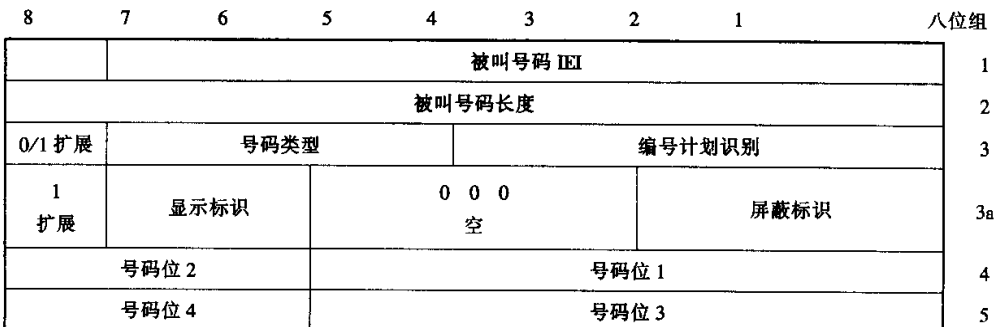 8 7 6 5 4 3 2 1 八位组
被叫号码 IEI 1
被叫号码长度 2
0/1 扩展 号码类型 编号计划识别 3
1 扩展 显示标识 0 0 0 空 屏蔽标识 3a
号码位 2 号码位 1 4
号码位 4 号码位 3 5